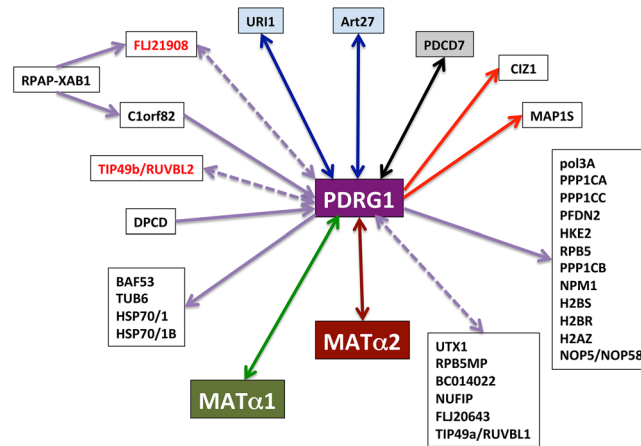 URI1
Art27
FLJ21908
PDCD7
CIZ1
RPAP-XAB1
C1orf82
MAP1S
TIP49b/RUVBL2
PDRG1
DPCD
pol3A
PPP1CA
PPP1CC
PFDN2
HKE2
RPB5
PPP1CB
NPM1
H2BS
H2BR
H2AZ
NOP5/NOP58
BAF53
TUB6
HSP70/1
HSP70/1B
MATα2
MATα1
UTX1
RPB5MP
BC014022
NUFIP
FLJ20643
TIP49a/RUVBL1